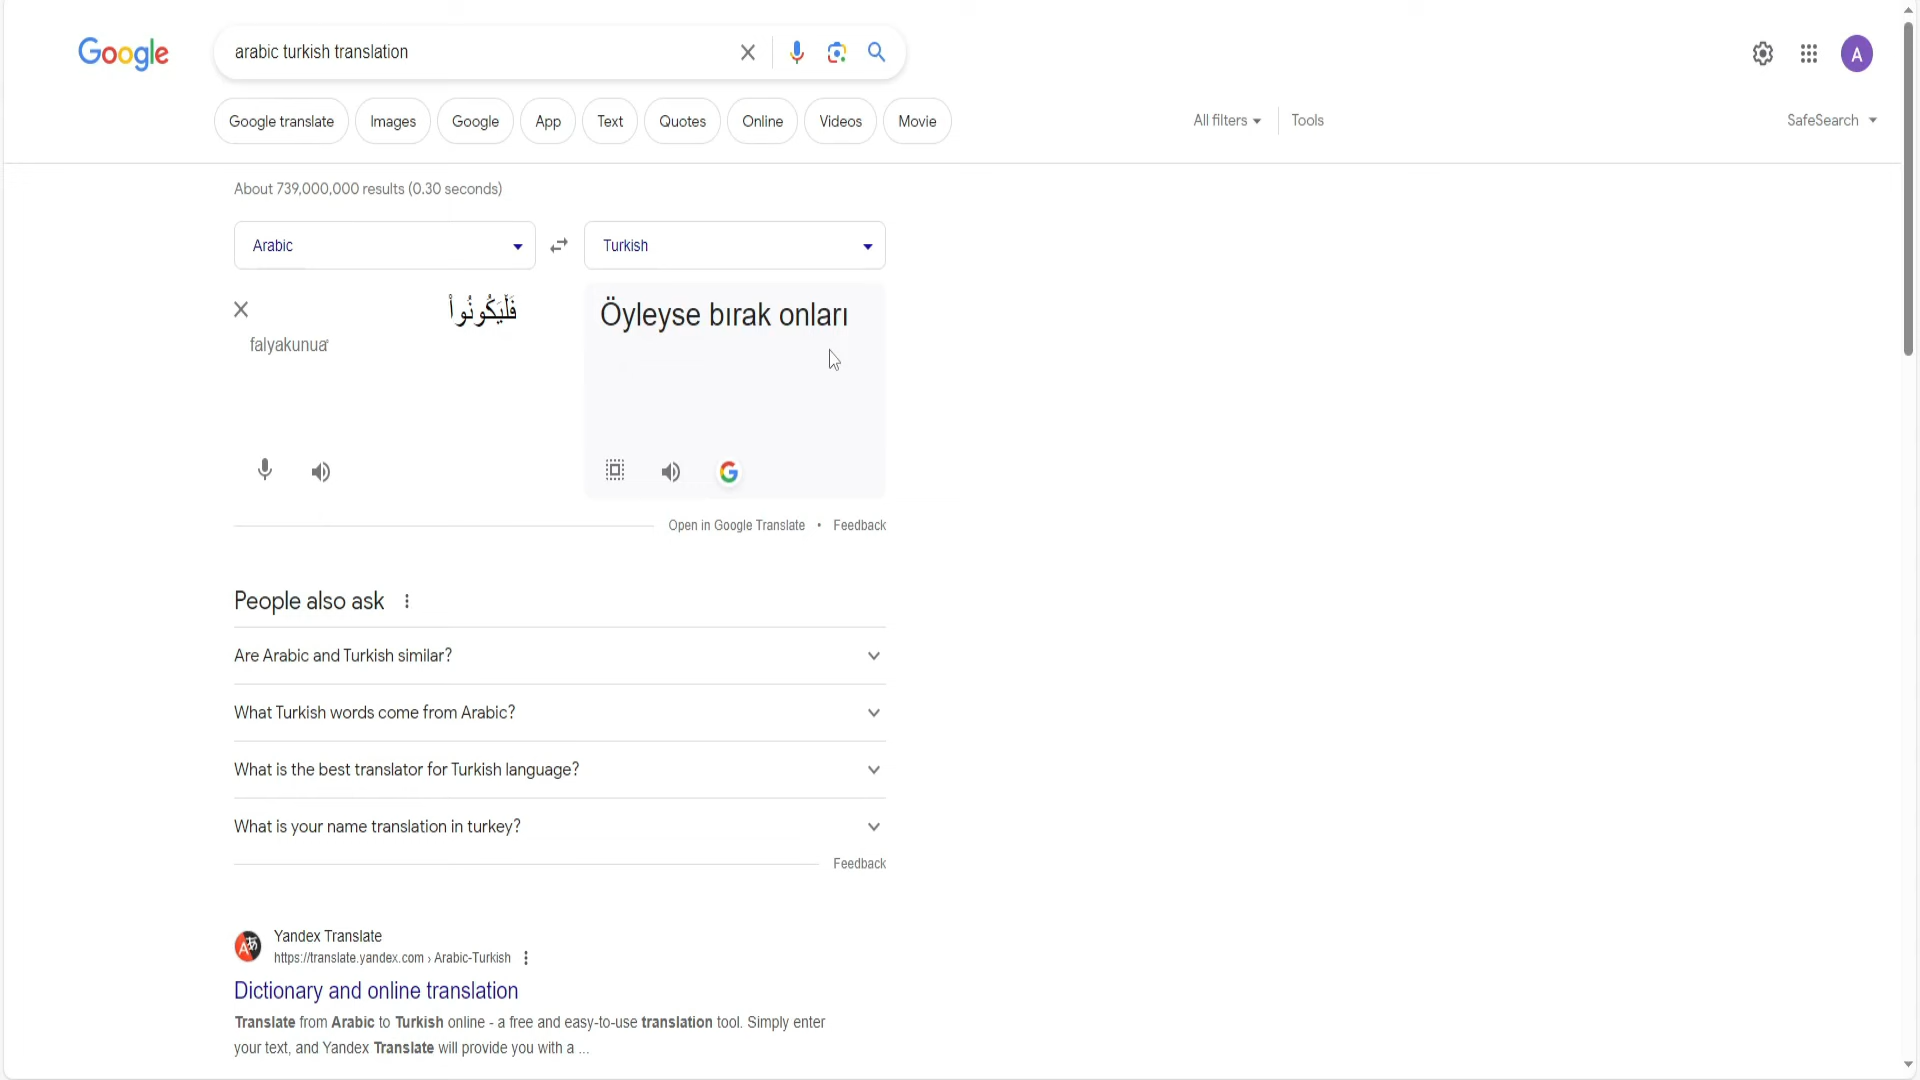 Google
arabic turkish translation
A
Google translate
Images
Google
App
Text
Quotes
Online
Videos
Movie
All filters
Tools
SafeSearch
About 739,000,000 results (0.30 seconds)
Arabic
Turkish
فَلْيَكُونُوا۟
Öyleyse bırak onları
falyakunua
Open in Google Translate • Feedback
People also ask
Are Arabic and Turkish similar?
What Turkish words come from Arabic?
What is the best translator for Turkish language?
What is your name translation in turkey?
Feedback
Yandex Translate
https://translate.yandex.com › Arabic-Turkish
Dictionary and online translation
Translate from Arabic to Turkish online - a free and easy-to-use translation tool. Simply enter
your text, and Yandex Translate will provide you with a ...